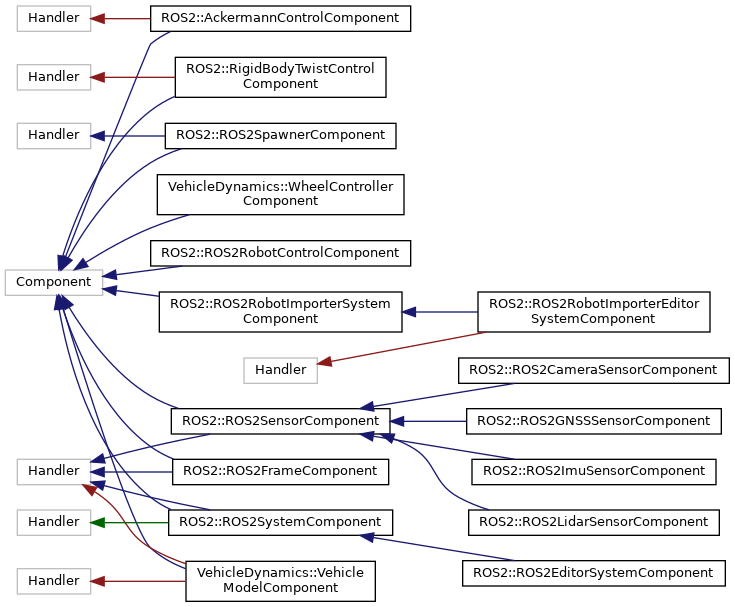 Handler
ROS2::AckermannControlComponent
Handler
ROS2::RigidBodyTwistControl
Component
Handler
ROS2::ROS2SpawnerComponent
VehicleDynamics::WheelController
Component
ROS2::ROS2RobotControlComponent
Component
ROS2::ROS2RobotImporterSystem
Component
ROS2::ROS2RobotImporterEditor
SystemComponent
Handler
ROS2::ROS2CameraSensorComponent
ROS2::ROS2SensorComponent
ROS2::ROS2GNSSSensorComponent
Handler
ROS2::ROS2FrameComponent
ROS2::ROS2ImuSensorComponent
Handler
ROS2::ROS2SystemComponent
ROS2::ROS2LidarSensorComponent
Handler
VehicleDynamics::Vehicle
ModelComponent
ROS2::ROS2EditorSystemComponent